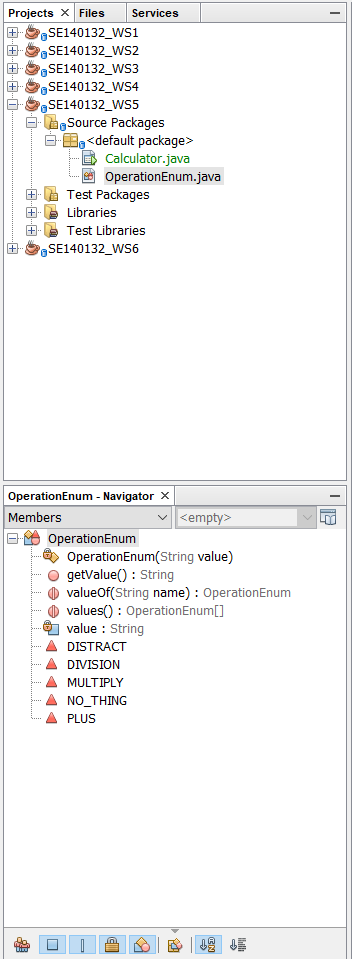 Projects Files Services
SE140132_WS1
SE140132_WS2
SE140132_WS3
SE140132_WS4
SE140132_WS5
Source Packages
<default package>
Calculator.java
OperationEnum.java
Test Packages
Libraries
Test Libraries
SE140132_WS6
OperationEnum - Navigator
Members <empty>
OperationEnum
OperationEnum(String value)
getValue() : String
valueOf(String name) : OperationEnum
values() : OperationEnum[]
value : String
DISTRACT
DIVISION
MULTIPLY
NO_THING
PLUS